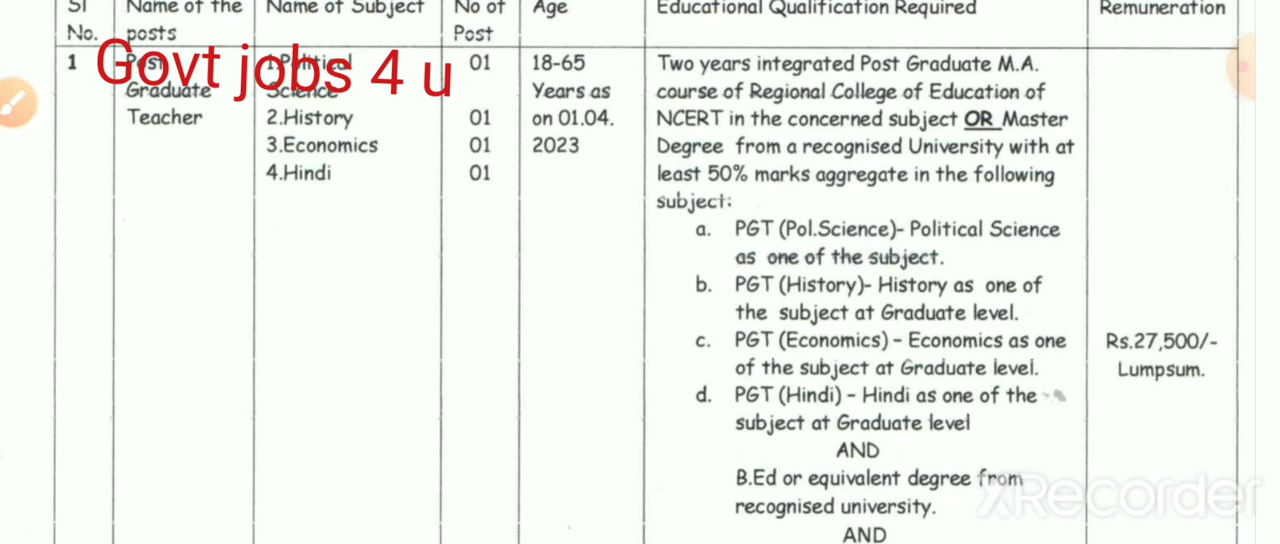 Sl Name of the Name of Subject No of Age Educational Qualification Required Remuneration
No. posts Post
Govt jobs 4 u
1 Post 1.Political 01 18-65 Two years integrated Post Graduate M.A.
Graduate Science Years as course of Regional College of Education of
Teacher 2.History 01 on 01.04. NCERT in the concerned subject OR Master
3.Economics 01 2023 Degree from a recognised University with at
4.Hindi 01 least 50% marks aggregate in the following
subject:
a. PGT (Pol.Science)- Political Science
as one of the subject.
b. PGT (History)- History as one of
the subject at Graduate level.
c. PGT (Economics) – Economics as one Rs.27,500/-
of the subject at Graduate level. Lumpsum.
d. PGT (Hindi) – Hindi as one of the
subject at Graduate level
AND
B.Ed or equivalent degree from
XRecorder
recognised university.
AND